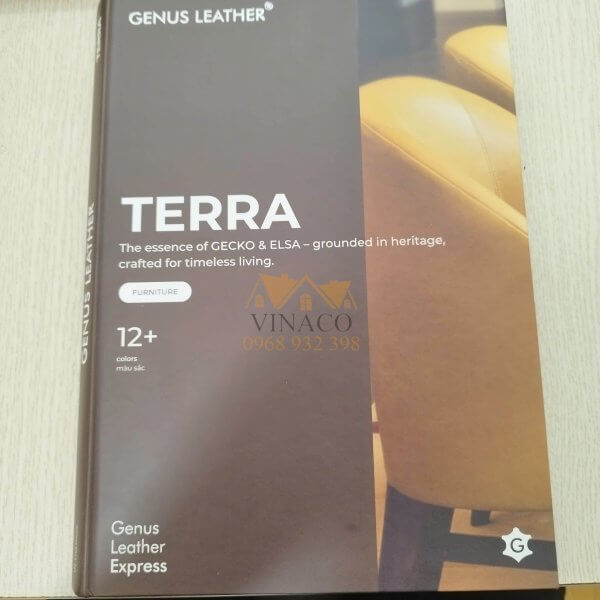 GENUS LEATHER®
TERRA
GENUS LEATHER
TERRA
The essence of GECKO & ELSA – grounded in heritage,
crafted for timeless living.
FURNITURE
12+
colors
màu sắc
VINACO
0968 932 398
Genus
Leather
Express
G